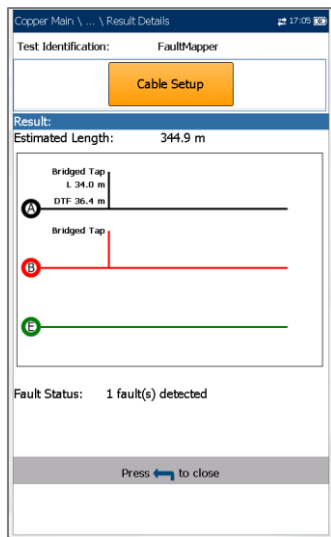 Copper Main \ ... \ Result Details 17:05
Test Identification: FaultMapper
Cable Setup
Result:
Estimated Length: 344.9 m
Bridged Tap
L 34.0 m
DTF 36.4 m
A
Bridged Tap
B
E
Fault Status: 1 fault(s) detected
Press to close